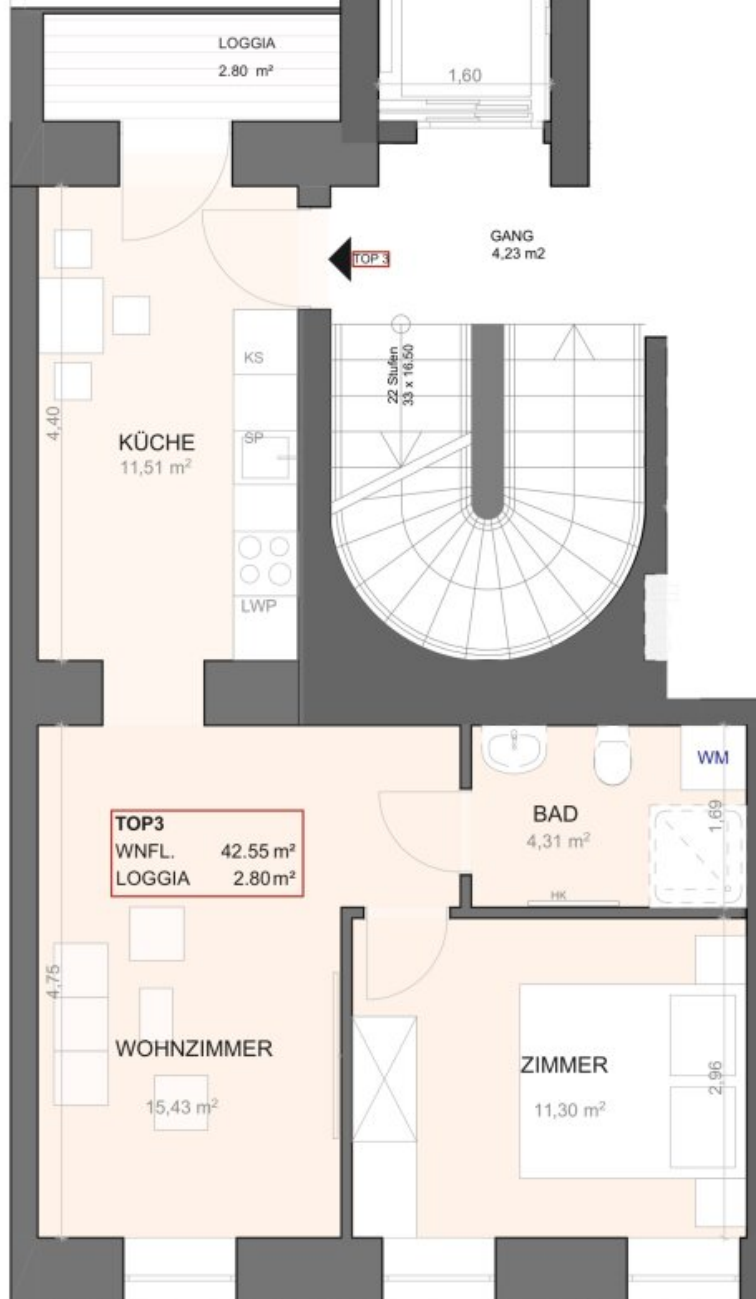 LOGGIA
2.80 m²
1,60
GANG
4,23 m2
TOP 3
22 Stufen
33 x 16.50
KS
SP
4,40
KÜCHE
11,51 m²
LWP
WM
BAD
4,31 m²
1,69
HK
TOP3
WNFL. 42.55 m²
LOGGIA 2.80 m²
4,75
WOHNZIMMER
15,43 m²
ZIMMER
11,30 m²
2,96